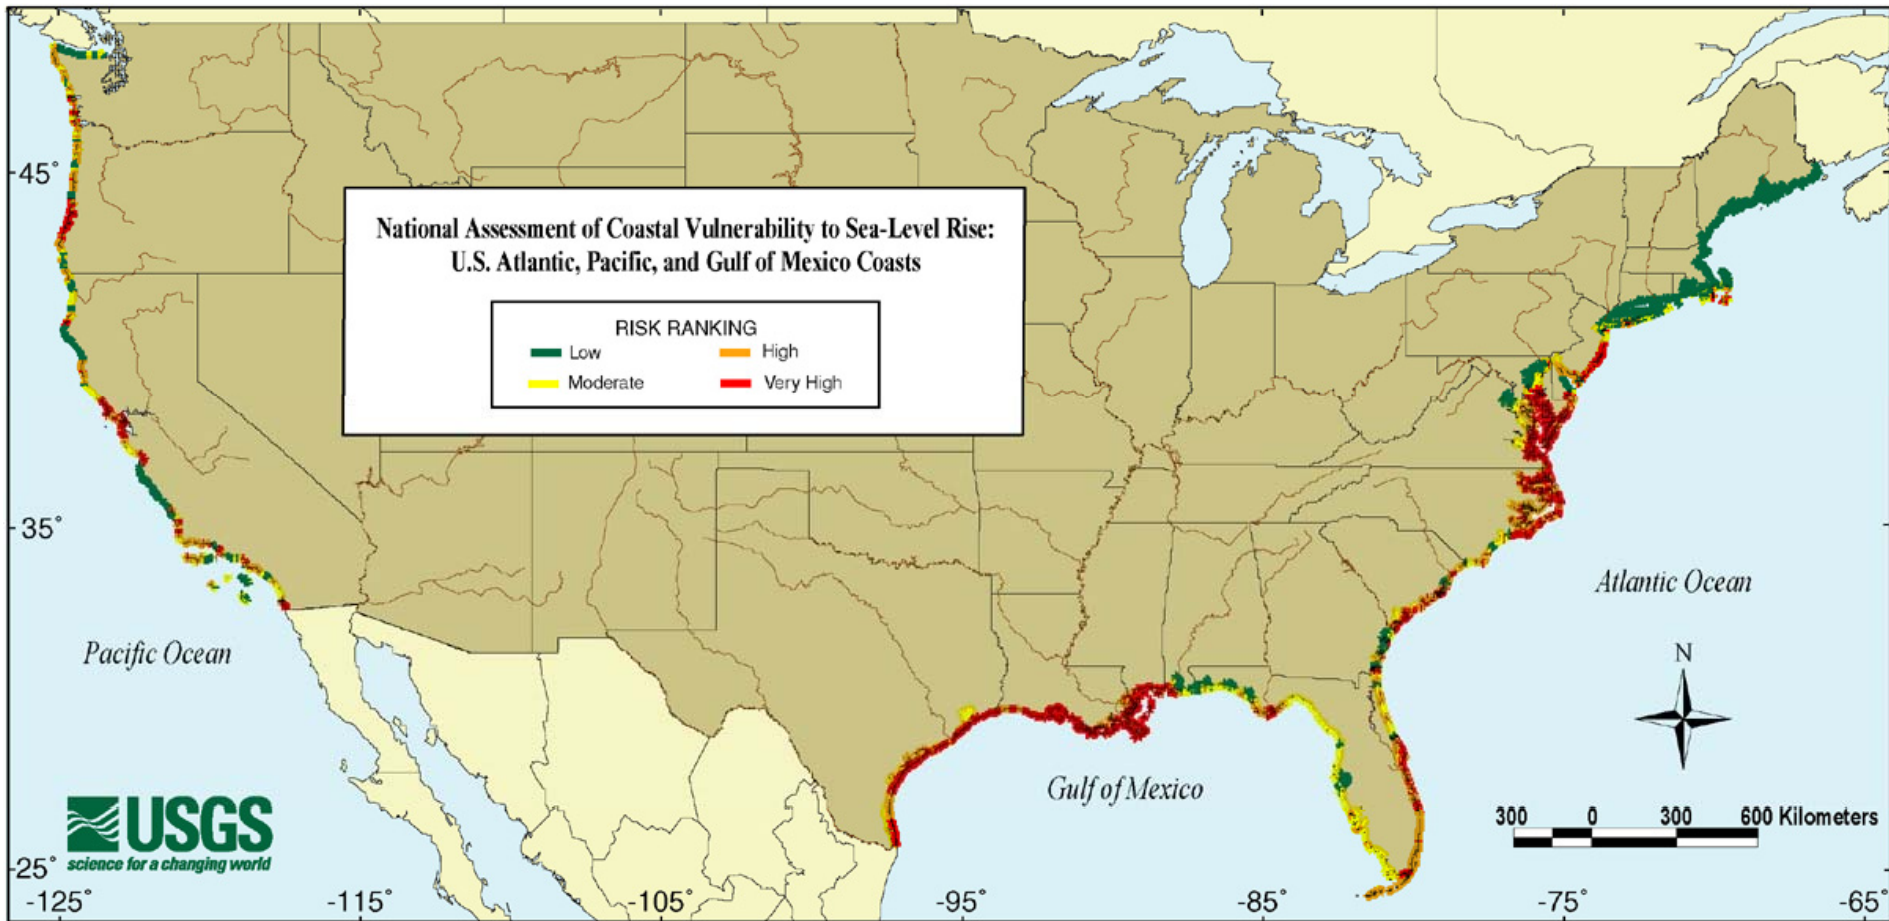 National Assessment of Coastal Vulnerability to Sea-Level Rise:
U.S. Atlantic, Pacific, and Gulf of Mexico Coasts
RISK RANKING
Low
High
Moderate
Very High
45°
35°
25°
Pacific Ocean
Atlantic Ocean
Gulf of Mexico
N
300 0 300 600 Kilometers
USGS
science for a changing world
-125° -115° -105° -95° -85° -75° -65°